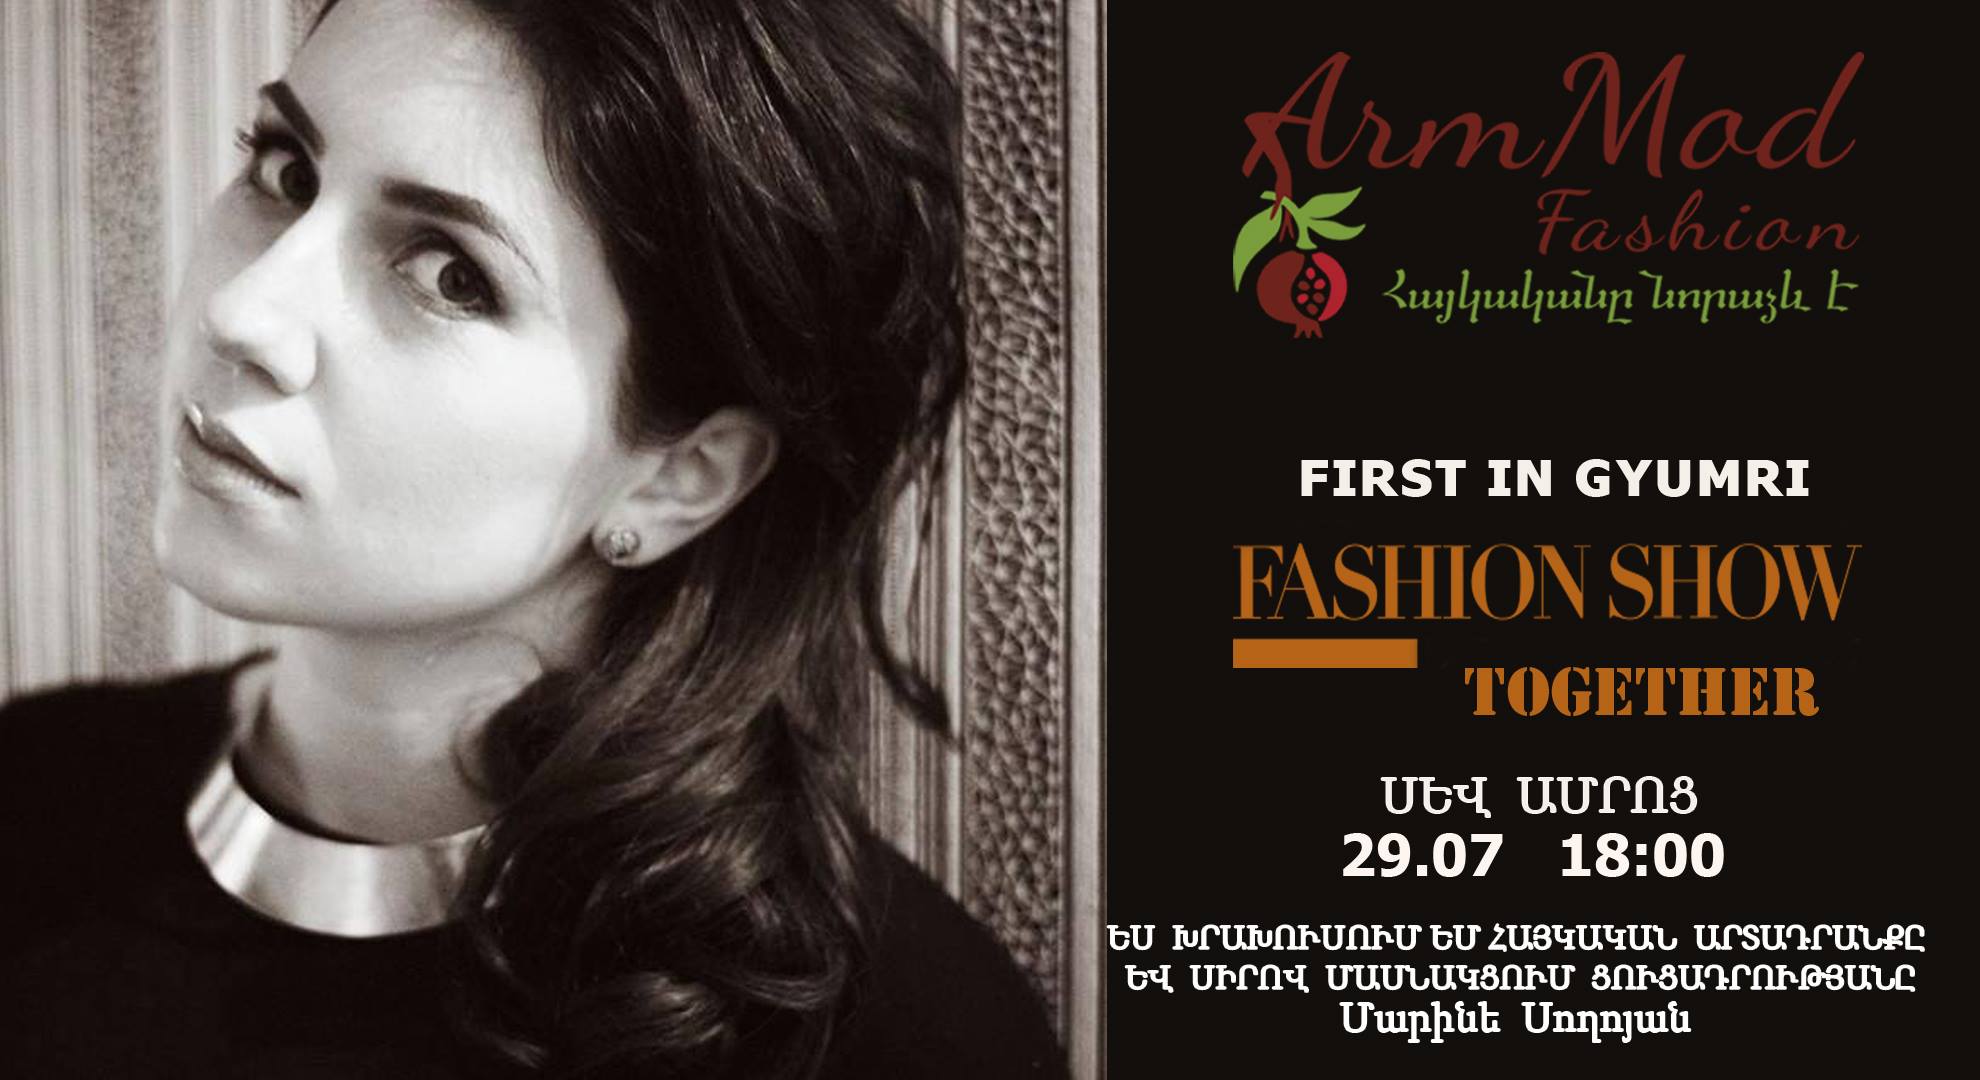 ArmMod
Fashion
Հայկականը նորաձև է
FIRST IN GYUMRI
FASHION SHOW
TOGETHER
ՍԵՎ ԱՄՐՈՑ
29.07 18:00
ԵՍ ԽՐԱԽՈՒՍՈՒՄ ԵՄ ՀԱՅԿԱԿԱՆ ԱՐՏԱԴՐԱՆՔԸ
ԵՎ ՍԻՐՈՎ ՄԱՍՆԱԿՑՈՒՄ ՑՈՒՑԱԴՐՈՒԹՅԱՆԸ
Մարինե Սողոյան